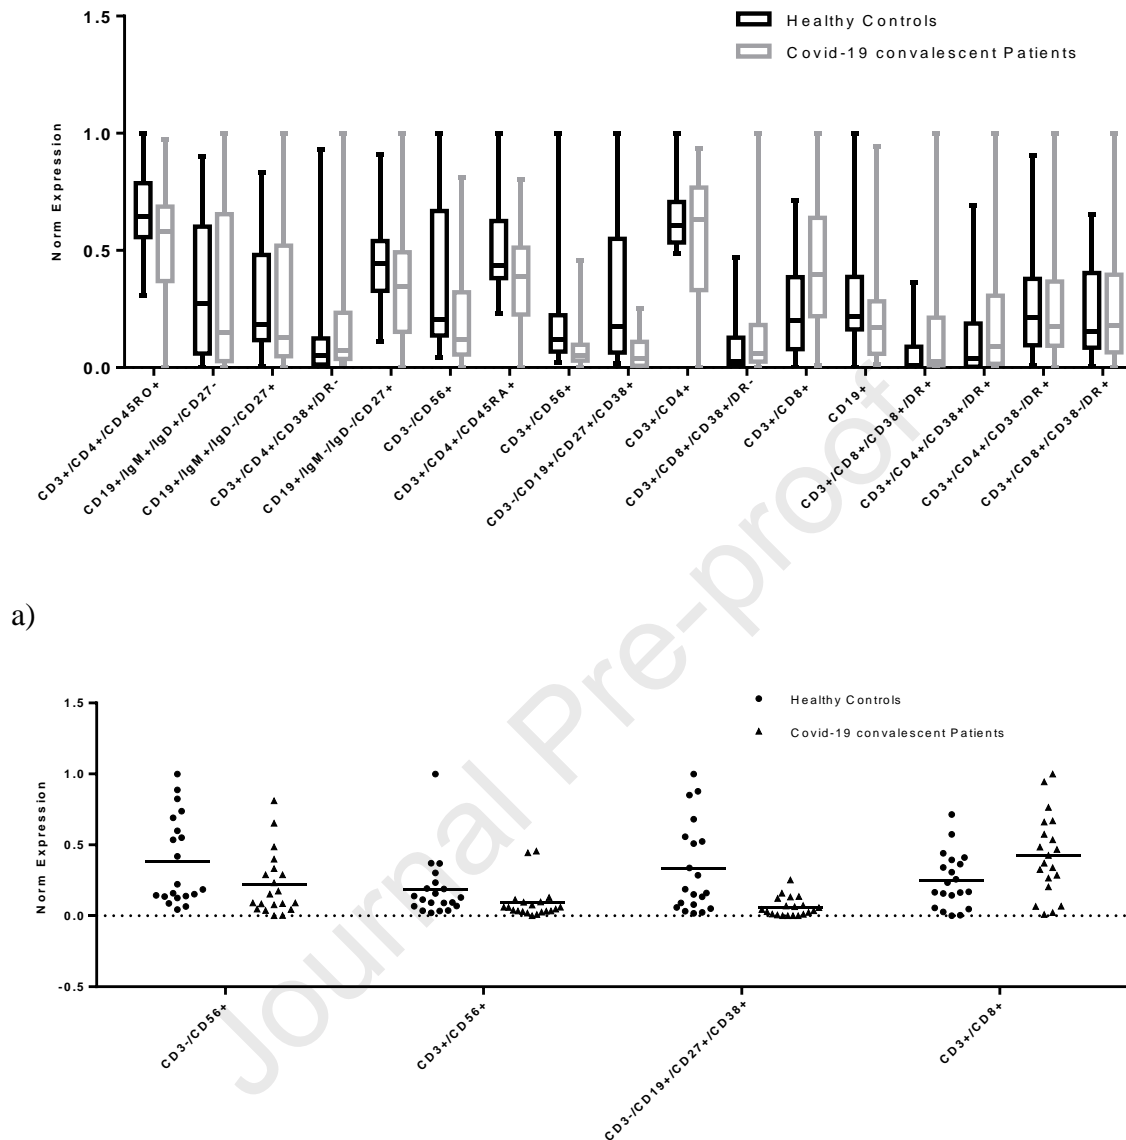 1.5
Healthy Controls
Covid-19 convalescent Patients
1.0
Norm Expression
0.5
0.0
CD3+/CD4+/CD45RO+
CD19+/IgM+/IgD+/CD27-
CD19+/IgM+/IgD-/CD27+
CD3+/CD4+/CD38+/DR-
CD19+/IgM-/IgD-/CD27+
CD3-/CD56+
CD3+/CD4+/CD45RA+
CD3+/CD56+
CD3-/CD19+/CD27+/CD38+
CD3+/CD4+
CD3+/CD8+/CD38+/DR-
CD3+/CD8+
CD19+
CD3+/CD8+/CD38+/DR+
CD3+/CD4+/CD38+/DR+
CD3+/CD4+/CD38-/DR+
CD3+/CD8+/CD38-/DR+
Journal Pre-proof
a)
1.5
Healthy Controls
Covid-19 convalescent Patients
1.0
Norm Expression
0.5
0.0
-0.5
CD3-/CD56+
CD3+/CD56+
CD3-/CD19+/CD27+/CD38+
CD3+/CD8+